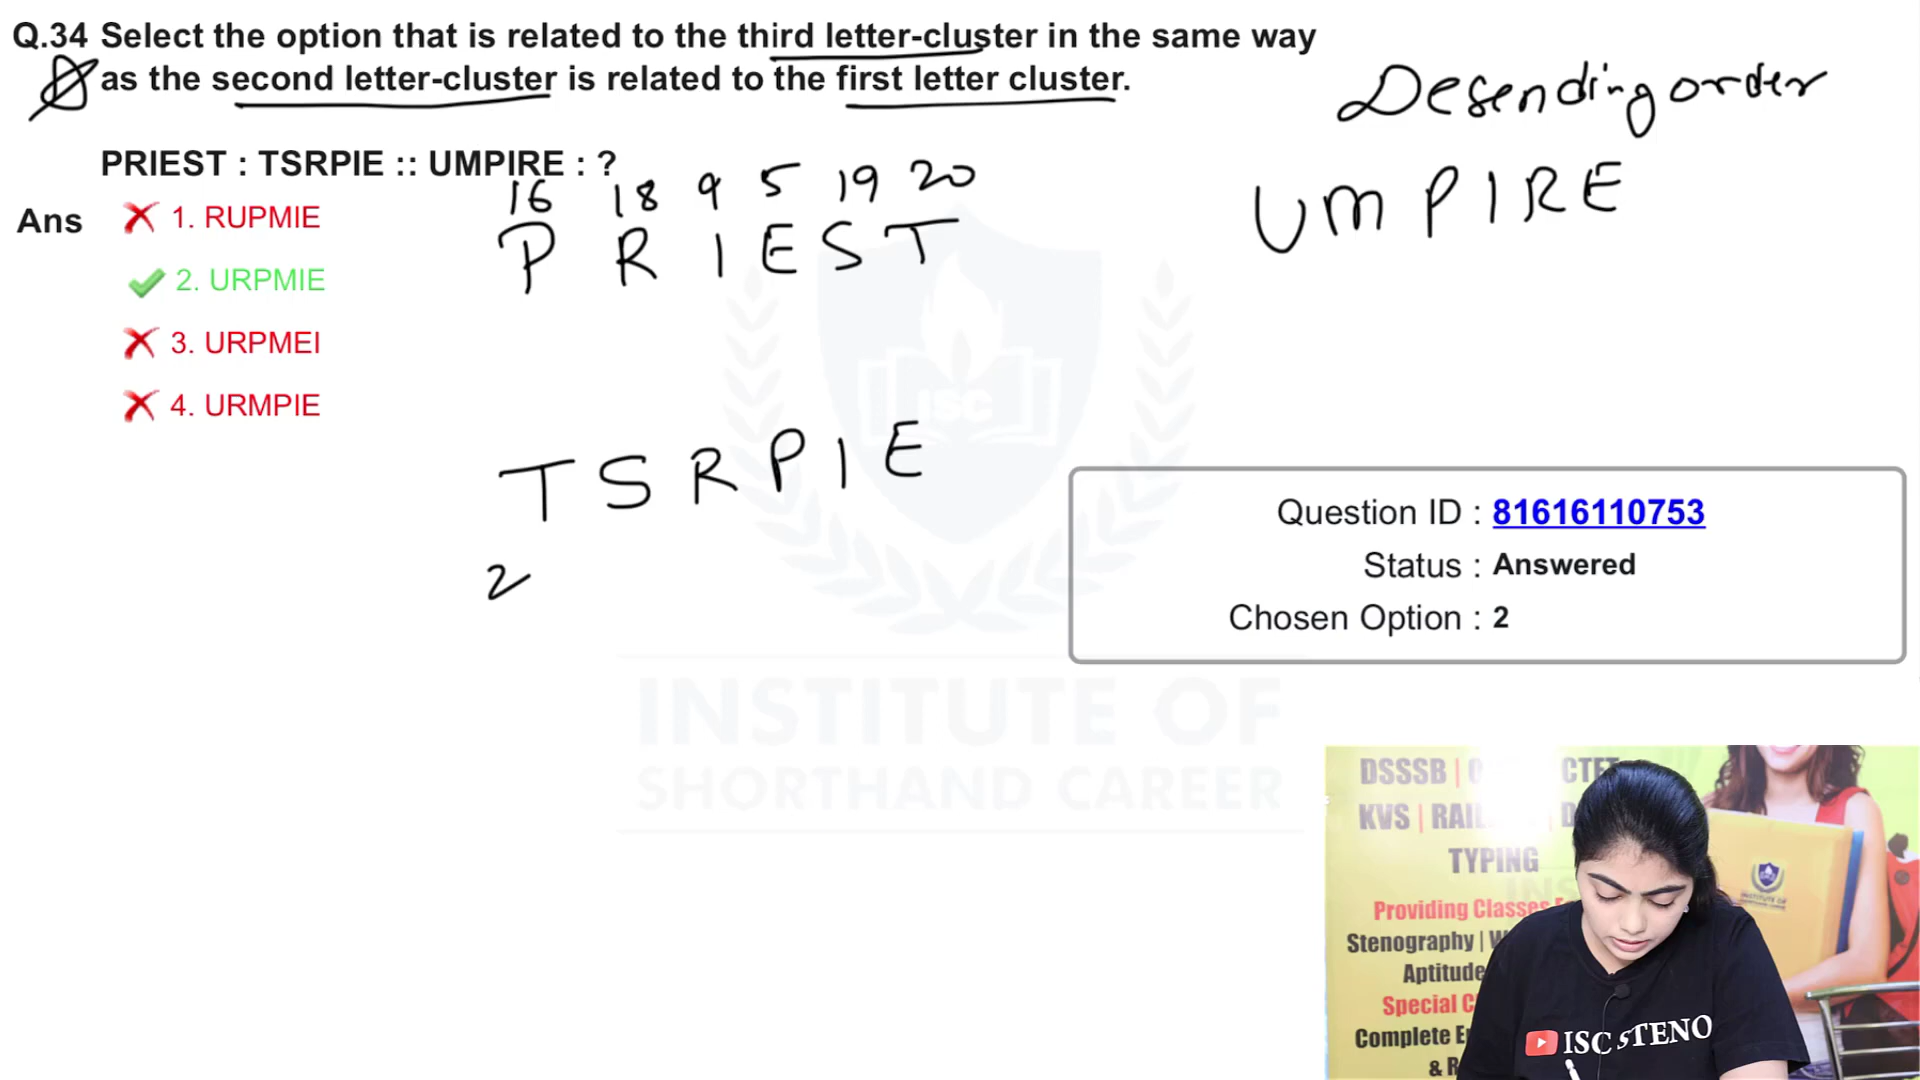 Q.34 Select the option that is related to the third letter-cluster in the same way
as the second letter-cluster is related to the first letter cluster.
Desending order
PRIEST : TSRPIE :: UMPIRE : ?
16 18 9 5 19 20
UMPIRE
Ans
1. RUPMIE
PRIEST
2. URPMIE
3. URPMEI
4. URMPIE
ISC
TSRPIE
2
Question ID : 81616110753
Status : Answered
Chosen Option : 2
INSTITUTE OF
SHORTHAND CAREER
DSSSB |
KVS |
TYPING
Providing Classes
Stenography |
Aptitude
Special
Complete
&
ISC STENO